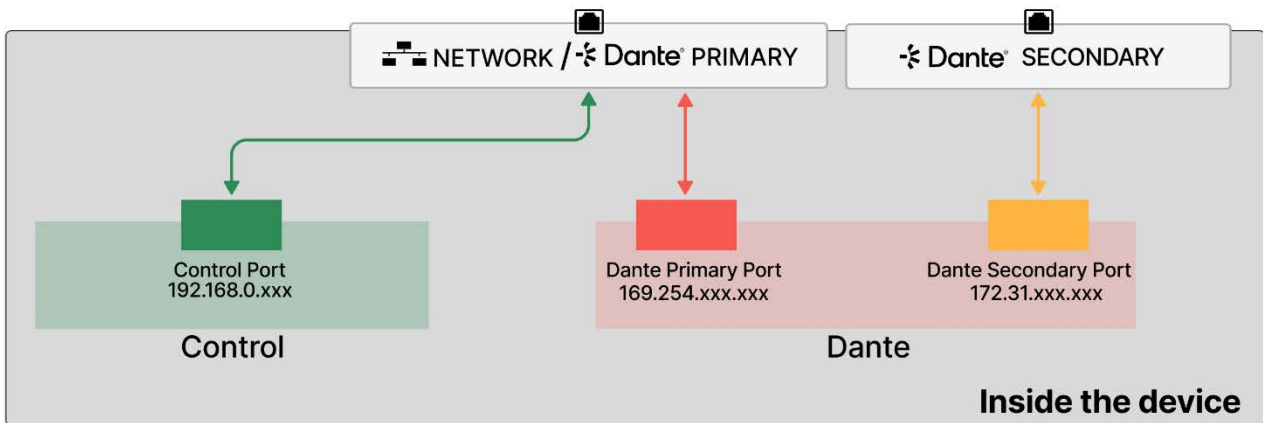 NETWORK / Dante® PRIMARY
Dante® SECONDARY
Control Port
192.168.0.xxx
Dante Primary Port
169.254.xxx.xxx
Dante Secondary Port
172.31.xxx.xxx
Control
Dante
Inside the device